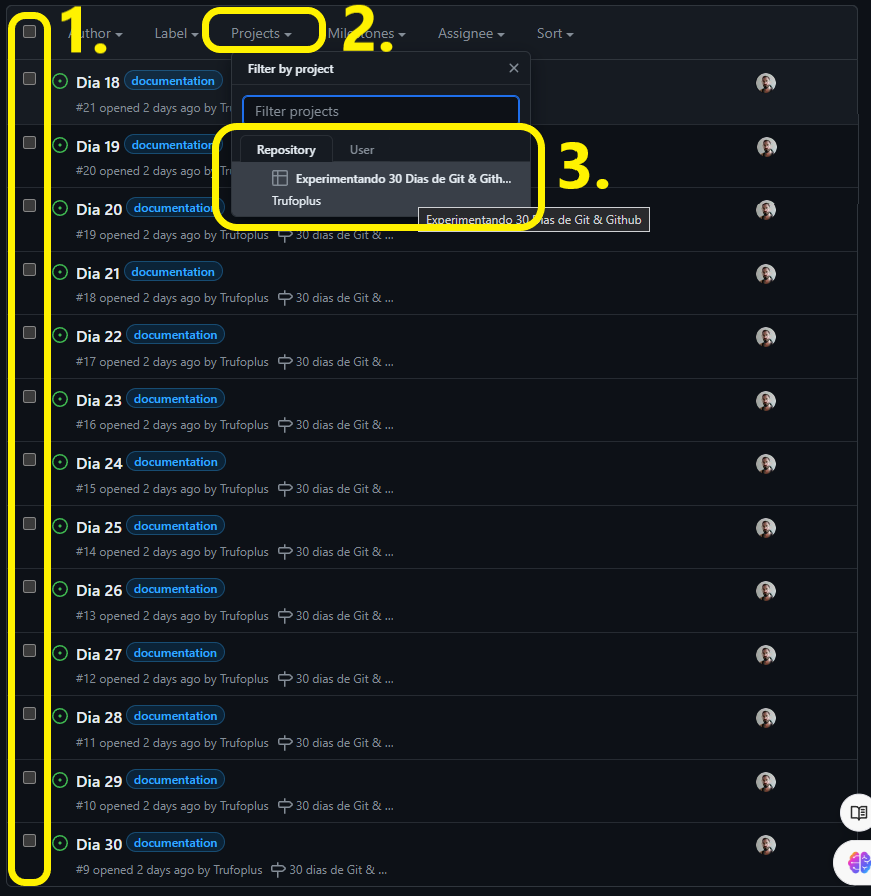 1. Author Label Projects 2. Milestones Assignee Sort
Filter by project
Filter projects
Repository User
Experimentando 30 Dias de Git & Gith...
Trufoplus
3.
Experimentando 30 Dias de Git & Github
Dia 18 documentation
#21 opened 2 days ago by Tru
Dia 19 documentation
#20 opened 2 days ago by Tru
Dia 20 documentation
#19 opened 2 days ago by Trufoplus 30 dias de Git & ...
Dia 21 documentation
#18 opened 2 days ago by Trufoplus 30 dias de Git & ...
Dia 22 documentation
#17 opened 2 days ago by Trufoplus 30 dias de Git & ...
Dia 23 documentation
#16 opened 2 days ago by Trufoplus 30 dias de Git & ...
Dia 24 documentation
#15 opened 2 days ago by Trufoplus 30 dias de Git & ...
Dia 25 documentation
#14 opened 2 days ago by Trufoplus 30 dias de Git & ...
Dia 26 documentation
#13 opened 2 days ago by Trufoplus 30 dias de Git & ...
Dia 27 documentation
#12 opened 2 days ago by Trufoplus 30 dias de Git & ...
Dia 28 documentation
#11 opened 2 days ago by Trufoplus 30 dias de Git & ...
Dia 29 documentation
#10 opened 2 days ago by Trufoplus 30 dias de Git & ...
Dia 30 documentation
#9 opened 2 days ago by Trufoplus 30 dias de Git & ...